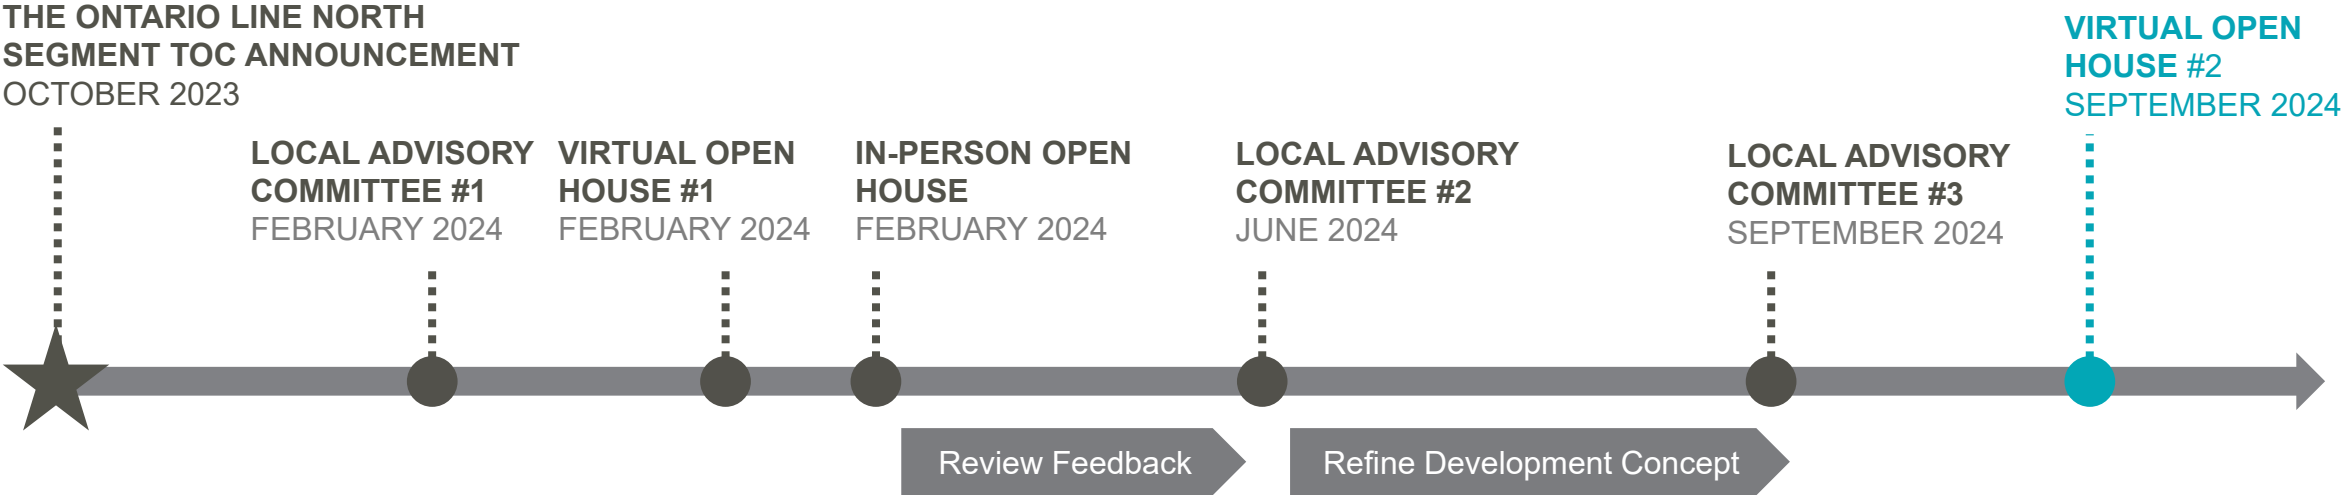 THE ONTARIO LINE NORTH
SEGMENT TOC ANNOUNCEMENT
OCTOBER 2023
LOCAL ADVISORY
COMMITTEE #1
FEBRUARY 2024
VIRTUAL OPEN
HOUSE #1
FEBRUARY 2024
IN-PERSON OPEN
HOUSE
FEBRUARY 2024
LOCAL ADVISORY
COMMITTEE #2
JUNE 2024
LOCAL ADVISORY
COMMITTEE #3
SEPTEMBER 2024
VIRTUAL OPEN
HOUSE #2
SEPTEMBER 2024
Review Feedback
Refine Development Concept